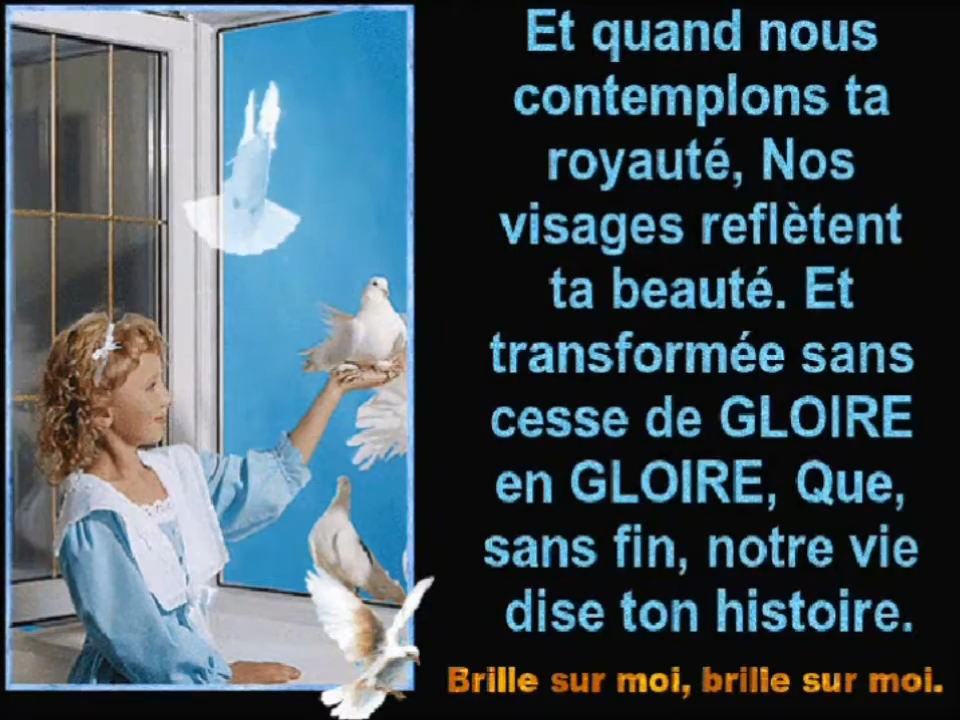 Et quand nous
contemplons ta
royauté, Nos
visages reflètent
ta beauté. Et
transformée sans
cesse de GLOIRE
en GLOIRE, Que,
sans fin, notre vie
dise ton histoire.
Brille sur moi, brille sur moi.